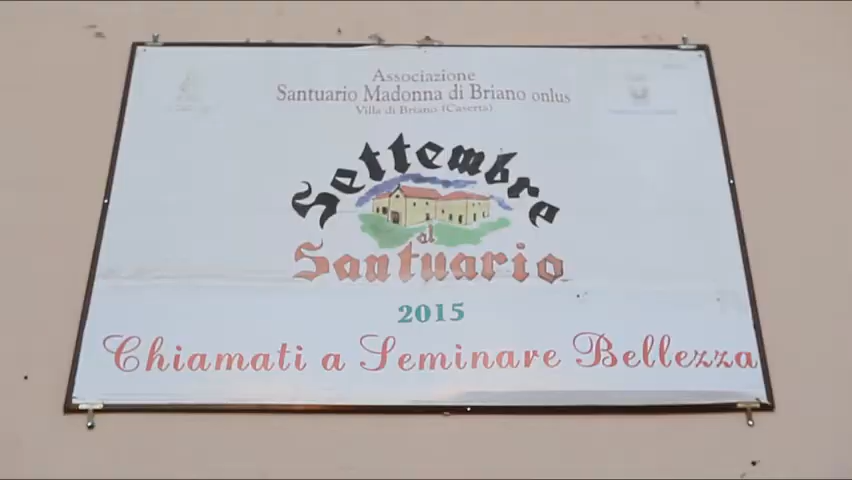 Associazione
Santuario Madonna di Briano onlus
Villa di Briano (Caserta)
Settembre
al
Santuario
2015
Chiamati a Seminare Bellezza